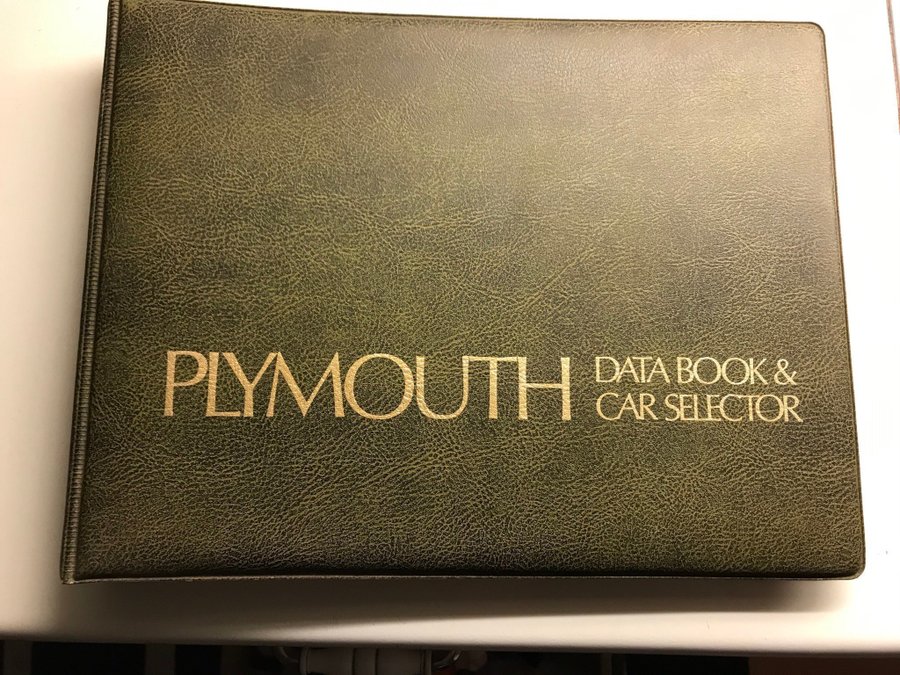 PLYMOUTH
DATA BOOK &
CAR SELECTOR